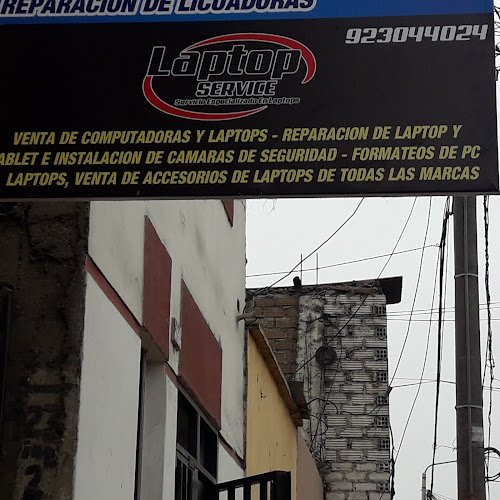 REPARACION DE LICUADORAS
923044024
Laptop
SERVICE
Servicio Especializado En Laptops
VENTA DE COMPUTADORAS Y LAPTOPS - REPARACION DE LAPTOP Y
ABLET E INSTALACION DE CAMARAS DE SEGURIDAD - FORMATEOS DE PC
LAPTOPS, VENTA DE ACCESORIOS DE LAPTOPS DE TODAS LAS MARCAS